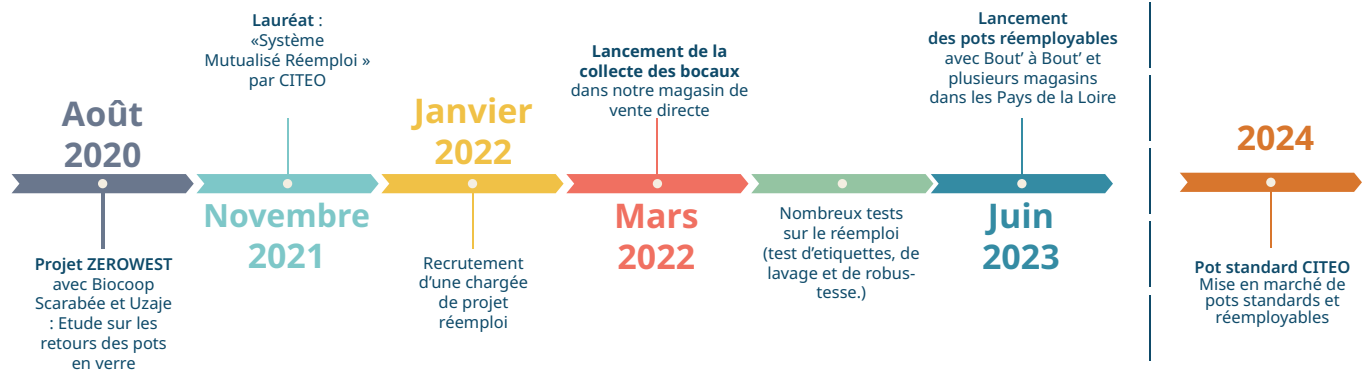 Août
2020
Projet ZEROWEST
avec Biocoop
Scarabée et Uzaje
: Etude sur les
retours des pots
en verre
Lauréat :
«Système
Mutualisé Réemploi »
par CITEO
Novembre
2021
Janvier
2022
Recrutement
d’une chargée
de projet
réemploi
Lancement de la
collecte des bocaux
dans notre magasin de
vente directe
Mars
2022
Nombreux tests
sur le réemploi
(test d’etiquettes, de
lavage et de robus-
tesse.)
Lancement
des pots réemployables
avec Bout’ à Bout’ et
plusieurs magasins
dans les Pays de la Loire
Juin
2023
2024
Pot standard CITEO
Mise en marché de
pots standards et
réemployables